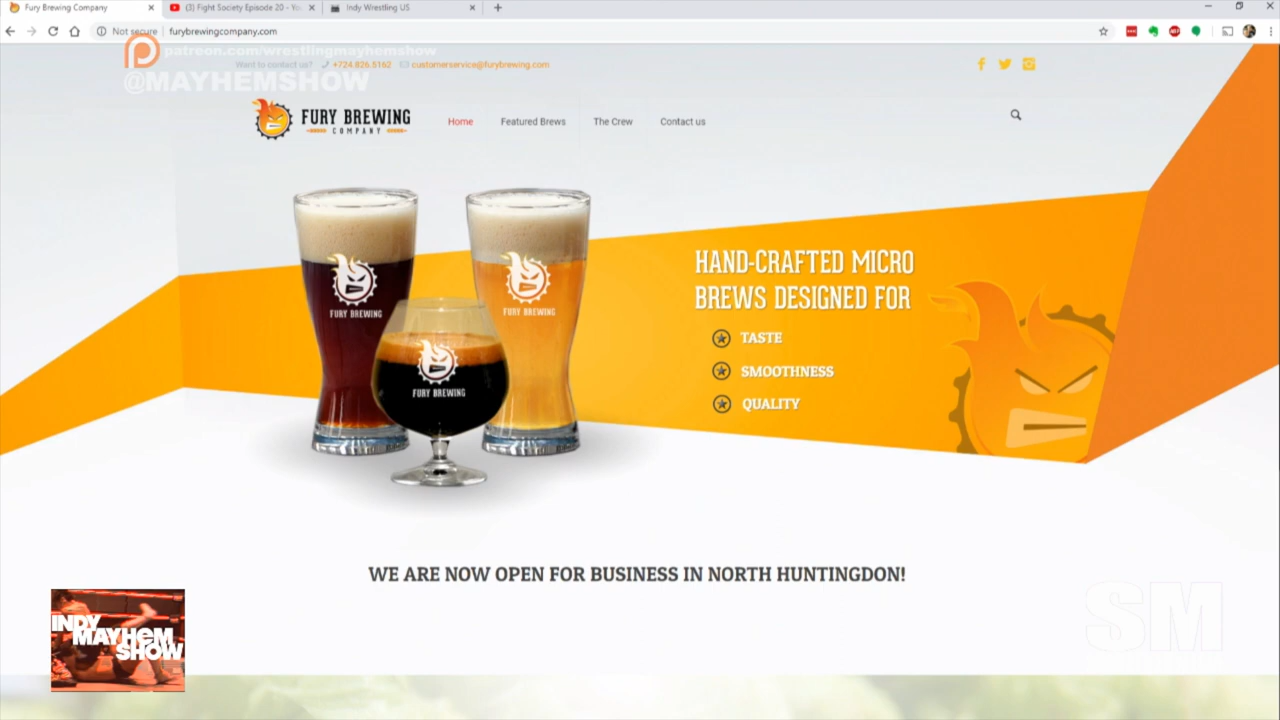 Fury Brewing Company
(3) Fight Society Episode 20 - Yo
Indy Wrestling US
Not secure
furybrewingcompany.com
patreon.com/wrestlingmayhemshow
Want to contact us? +724.826.5162 customerservice@furybrewing.com
@MAYHEMSHOW
FURY BREWING
COMPANY
Home
Featured Brews
The Crew
Contact us
HAND-CRAFTED MICRO
BREWS DESIGNED FOR
TASTE
SMOOTHNESS
QUALITY
FURY BREWING
FURY BREWING
FURY BREWING
WE ARE NOW OPEN FOR BUSINESS IN NORTH HUNTINGDON!
INDY
MAYHEM
SHOW
SM